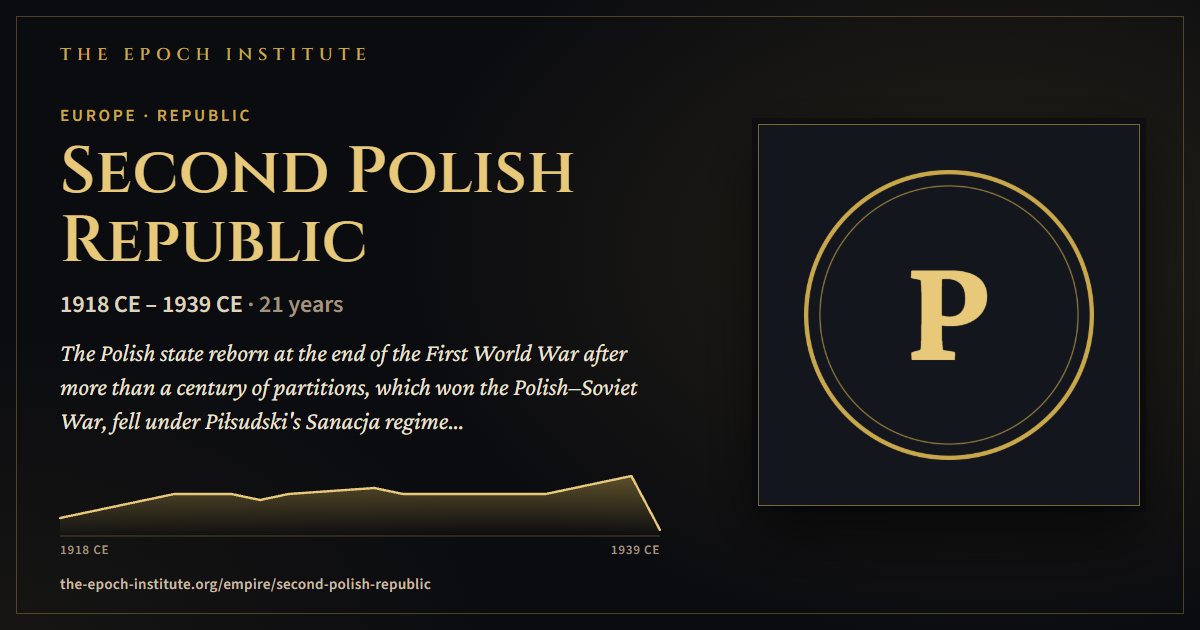 THE EPOCH INSTITUTE
EUROPE · REPUBLIC
SECOND POLISH
REPUBLIC
1918 CE – 1939 CE · 21 years
The Polish state reborn at the end of the First World War after
more than a century of partitions, which won the Polish–Soviet
War, fell under Piłsudski's Sanacja regime...
P
1918 CE
1939 CE
the-epoch-institute.org/empire/second-polish-republic